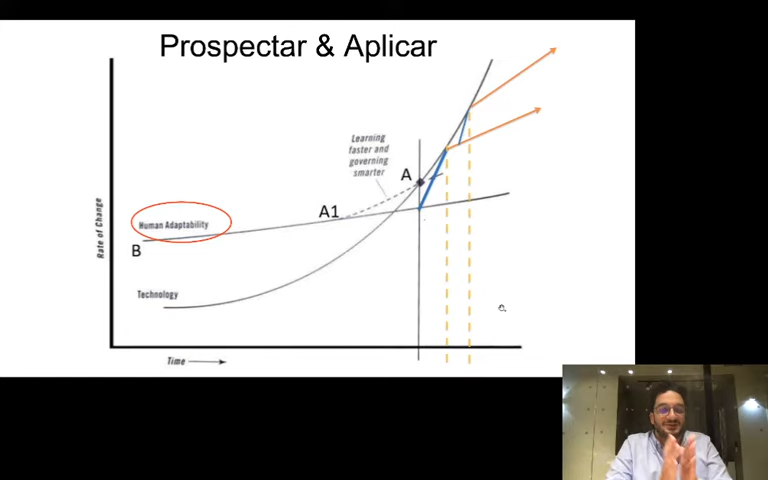 Prospectar & Aplicar
Learning
faster and
governing
smarter
A
A1
Human Adaptability
B
Rate of Change
Technology
Time